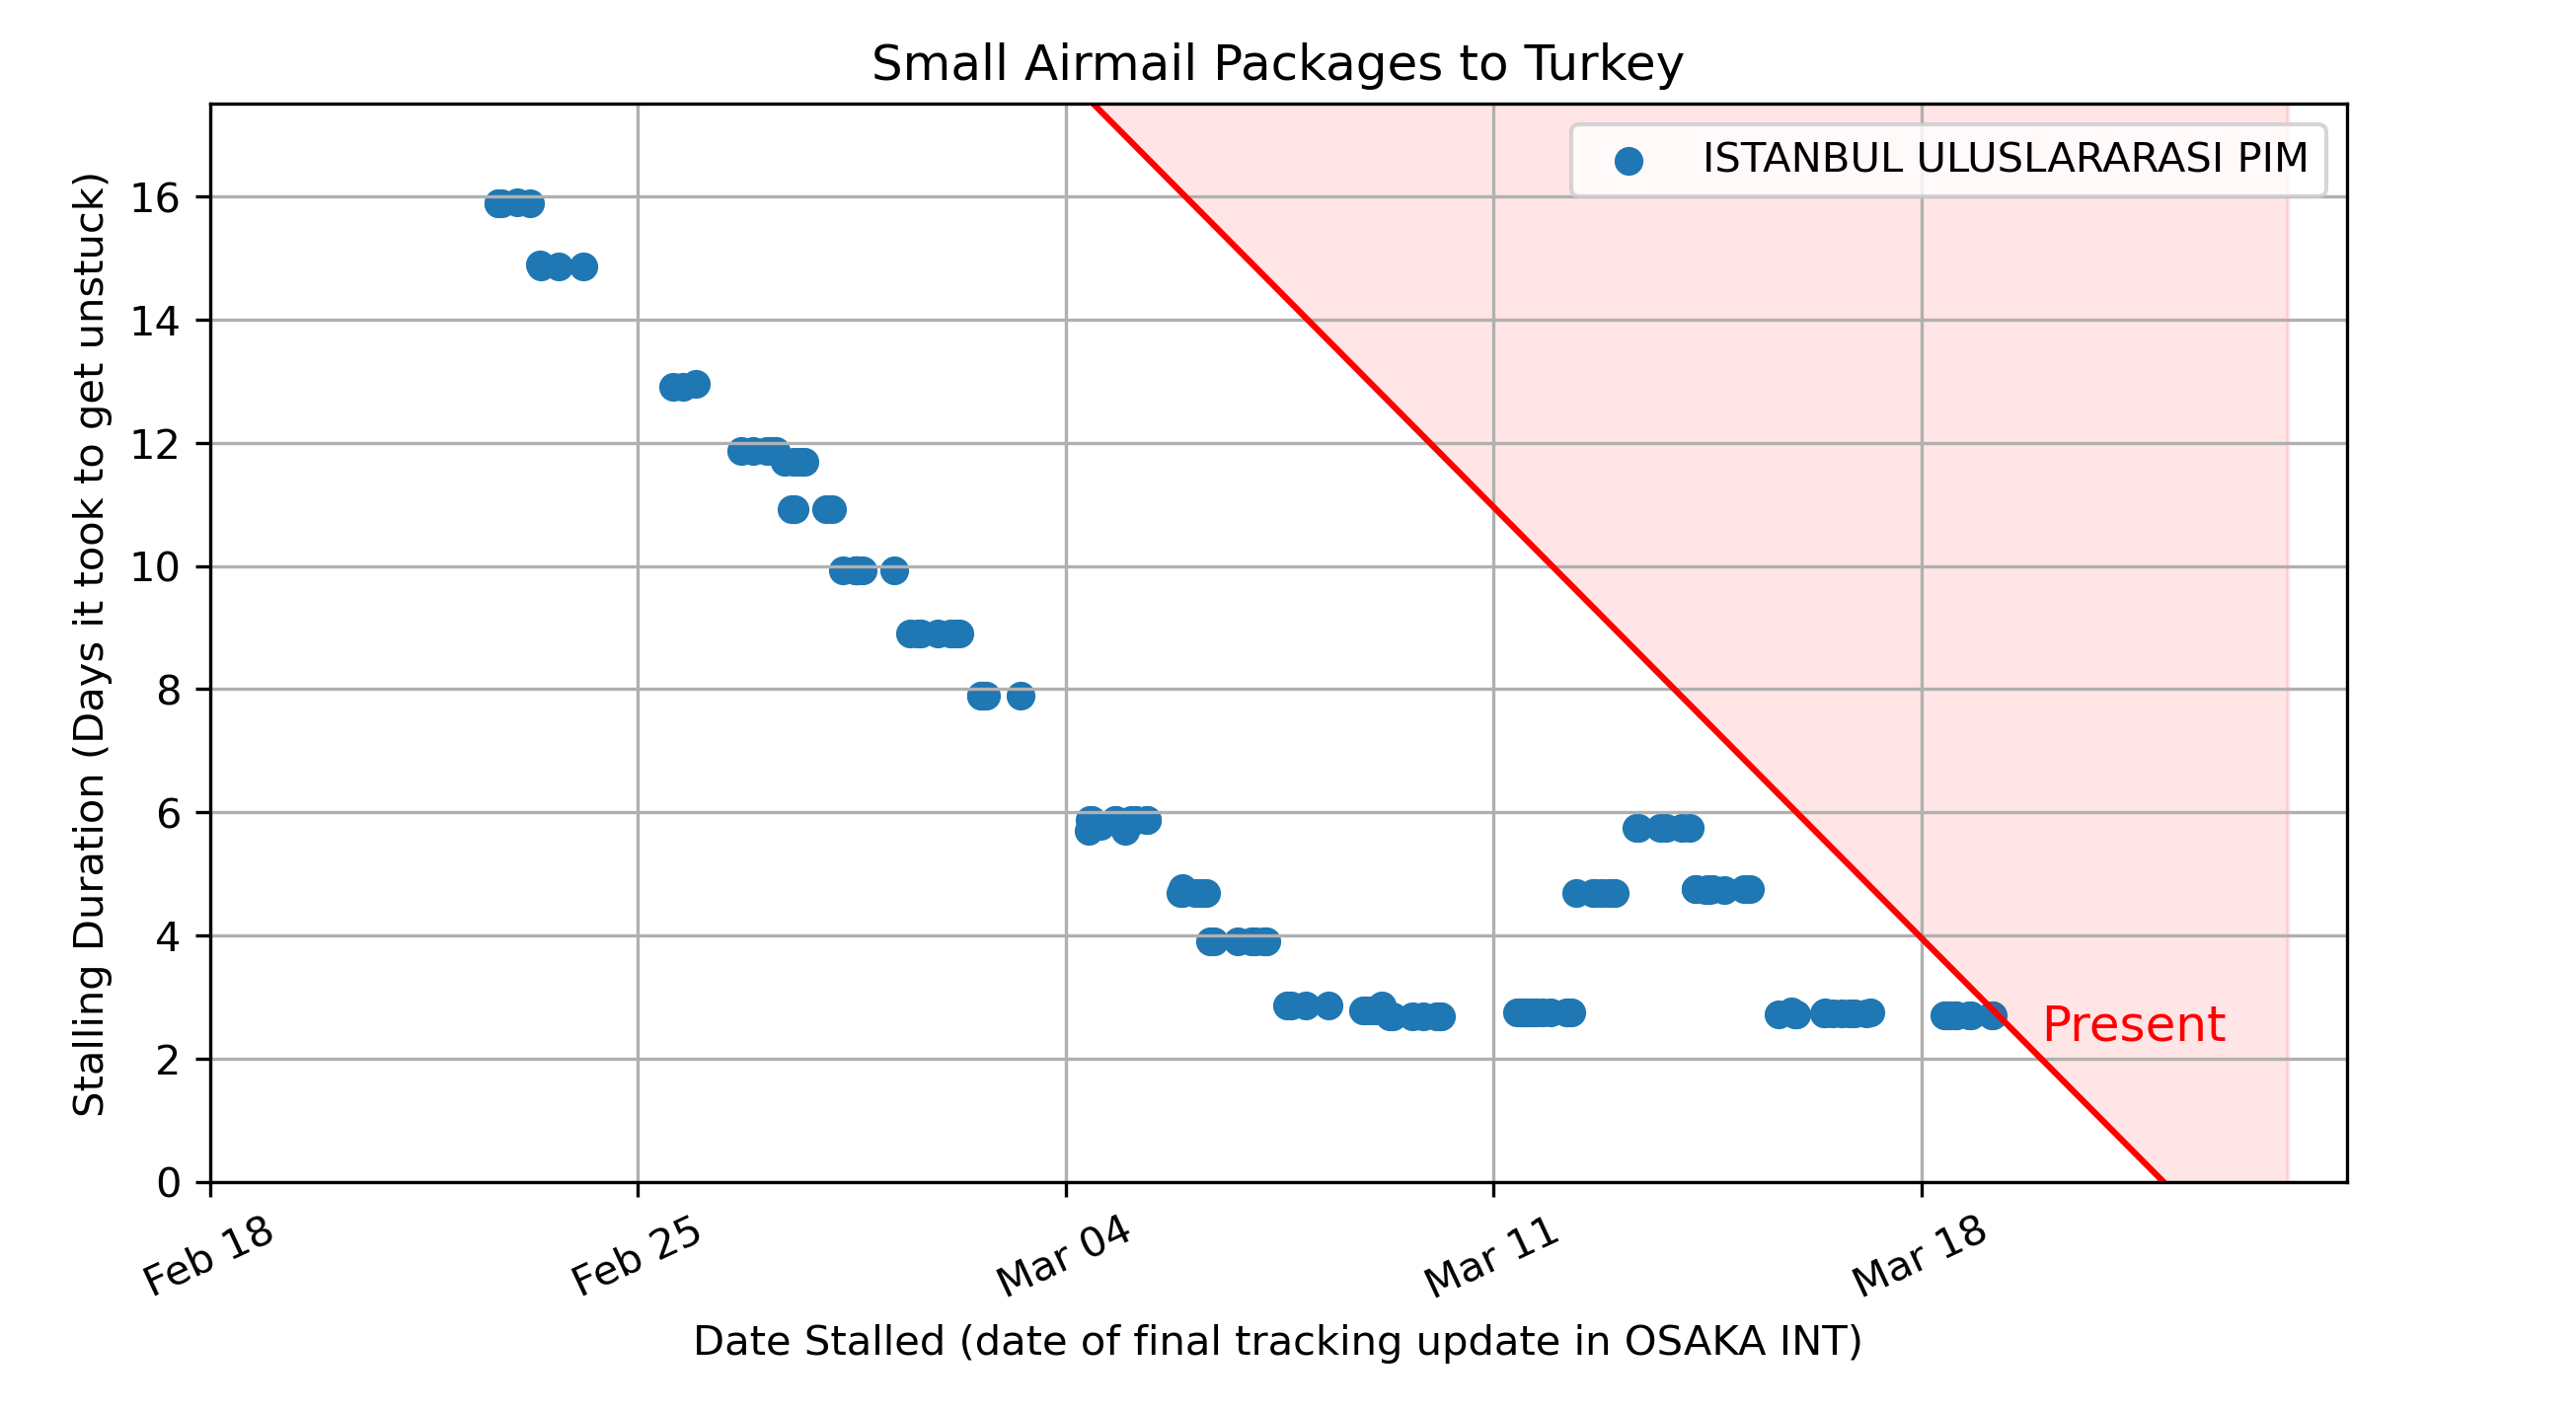 Small Airmail Packages to Turkey
ISTANBUL ULUSLARARASI PIM
Stalling Duration (Days it took to get unstuck)
16
14
12
10
8
6
4
2
0
Present
Feb 18
Feb 25
Mar 04
Mar 11
Mar 18
Date Stalled (date of final tracking update in OSAKA INT)